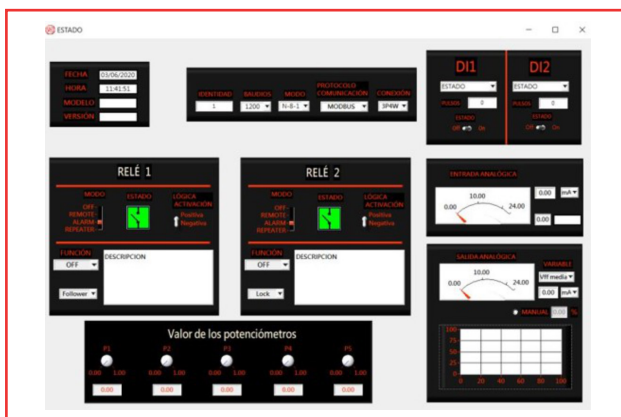 ESTADO
FECHA 03/06/2020
HORA 11:41:51
MODELO
VERSIÓN
IDENTIDAD BAUDIOS MODO PROTOCOLO COMUNICACIÓN CONDIÓN
1 1200 N-8-1 MODBUS 3P4W
DI1 DI2
ESTADO ESTADO
PULSOS 0 PULSOS 0
ESTADO ESTADO
Off On Off On
RELÉ 1
MODO ESTADO LÓGICA ACTIVACIÓN
OFF-
REMOTE-
ALARM-
REPEATER-
Positiva
Negativo
FUNCIÓN
OFF
DESCRIPCION
Follower
RELÉ 2
MODO ESTADO LÓGICA ACTIVACIÓN
OFF-
REMOTE-
ALARM-
REPEATER-
Positiva
Negativo
FUNCIÓN
OFF
DESCRIPCION
Lock
ENTRADA ANALÓGICA
0.00 10.00 24.00
0.00 mA
0.00
SALIDA ANALÓGICA
0.00 10.00 24.00
VARIABLE
Vff media
0.00 mA
MANUAL 0.00 %
100-
75-
50-
25-
0-
0 20 40 60 80 100
Valor de los potenciómetros
P1 P2 P3 P4 P5
0.00 1.00 0.00 1.00 0.00 1.00 0.00 1.00 0.00 1.00
0.00 0.00 0.00 0.00 0.00